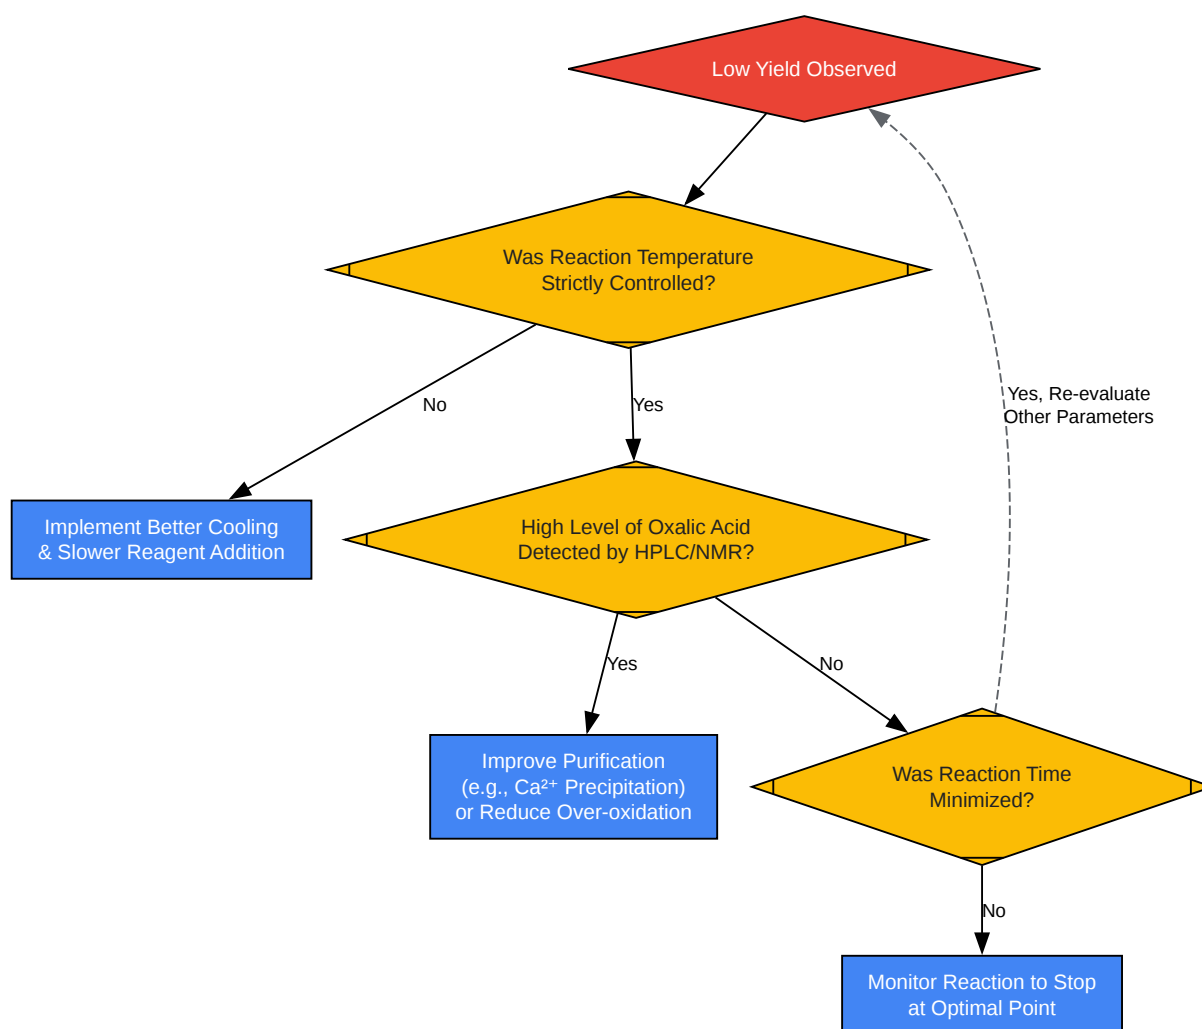 Low Yield Observed
Was Reaction Temperature
Strictly Controlled?
Yes, Re-evaluate
Other Parameters
No
Yes
Implement Better Cooling
& Slower Reagent Addition
High Level of Oxalic Acid
Detected by HPLC/NMR?
Yes
No
Improve Purification
(e.g., Ca²⁺ Precipitation)
or Reduce Over-oxidation
Was Reaction Time
Minimized?
No
Monitor Reaction to Stop
at Optimal Point